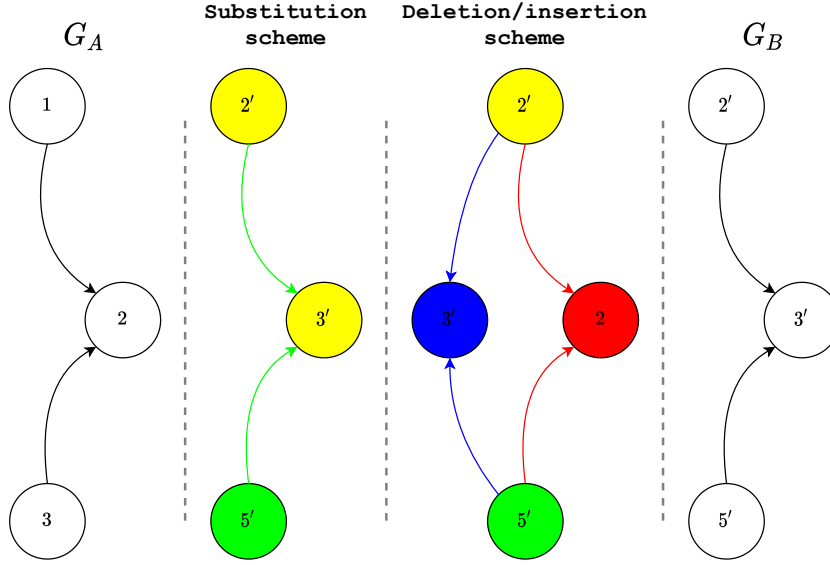 Substitution
scheme
Deletion/insertion
scheme
G_A
G_B
1
2′
2′
2′
2
3′
3′
2
3′
3
5′
5′
5′